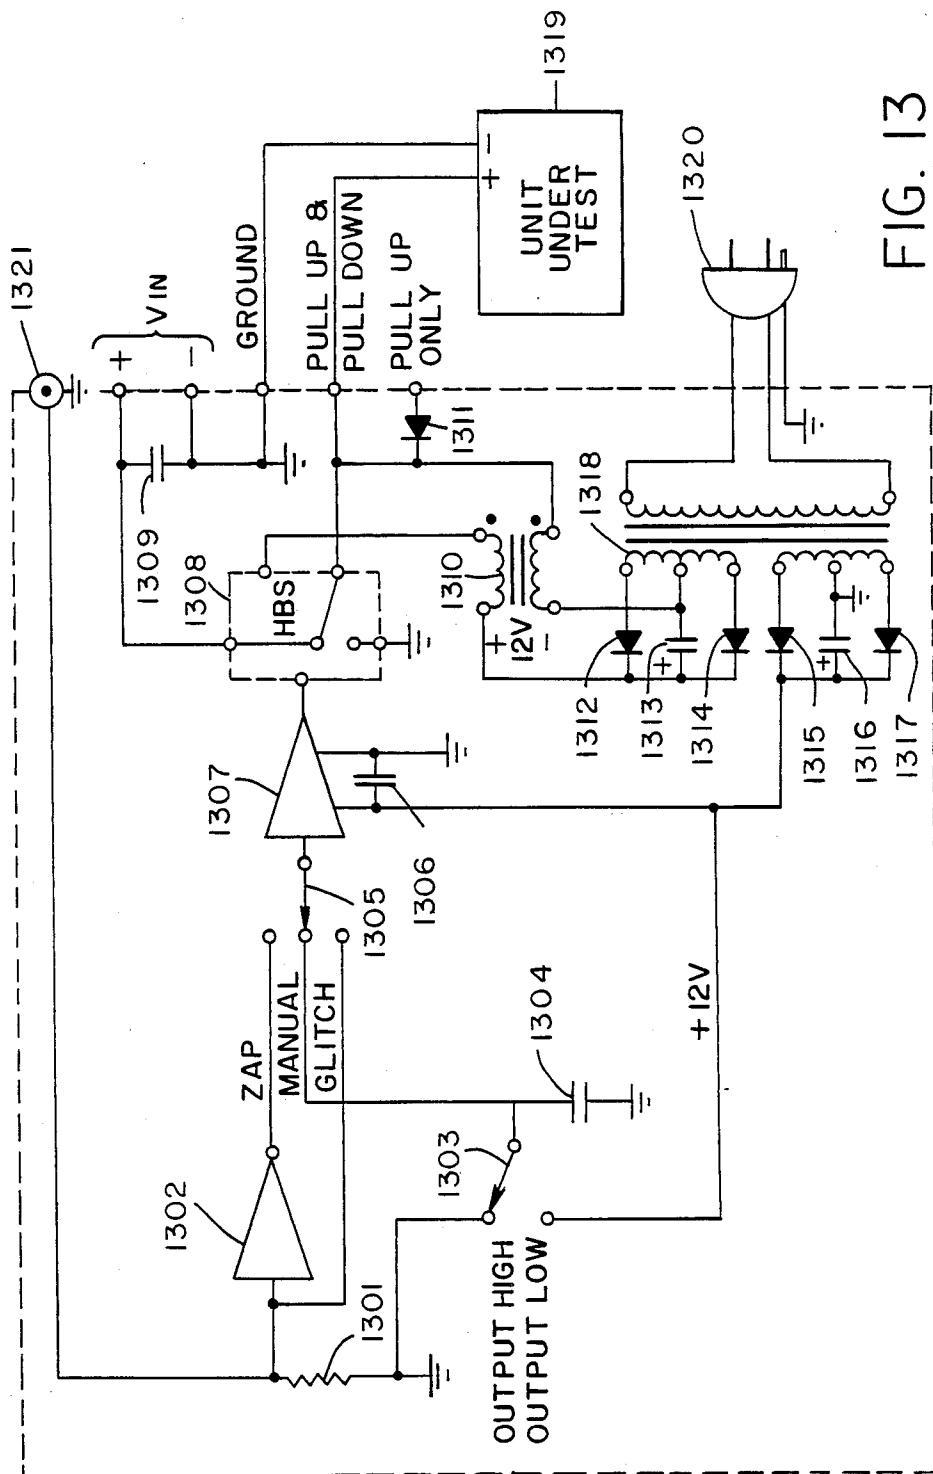 FIG. 13
1321
+
VIN
−
GROUND
PULL UP &
PULL DOWN
PULL UP
ONLY
−
+
UNIT
UNDER
TEST
1319
1320
1309
1308
HBS
1311
1310
+
12V
−
1318
1312
1313
+
1314
1315
+
1316
1317
1307
1305
1306
ZAP
MANUAL
GLITCH
1302
1301
1303
1304
OUTPUT HIGH
OUTPUT LOW
+12V